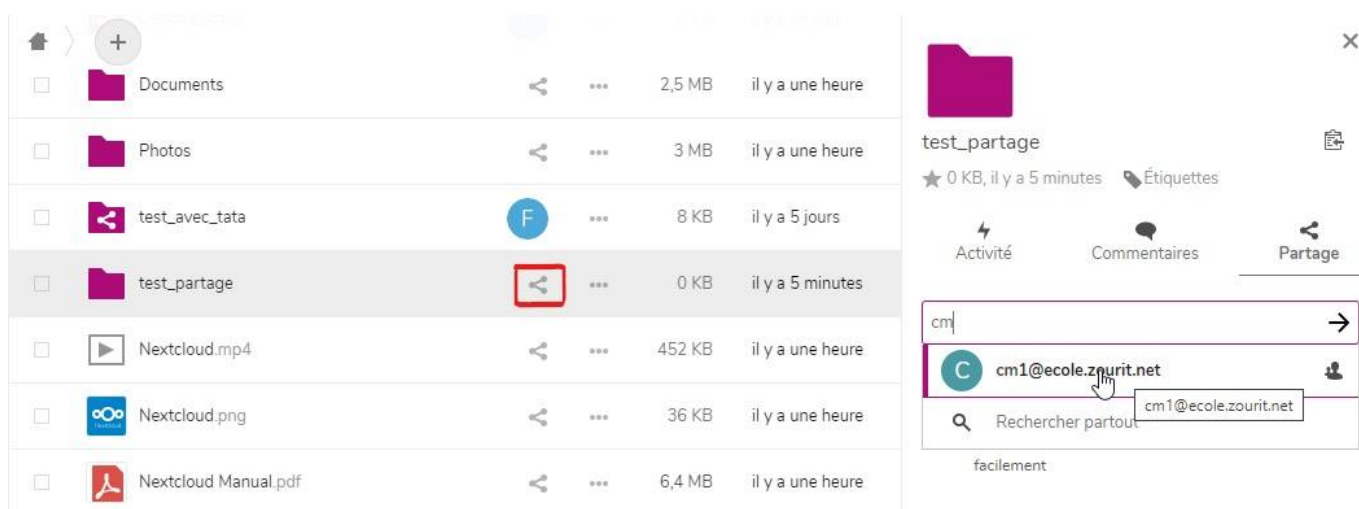 Documents 2,5 MB il y a une heure
Photos 3 MB il y a une heure
test_avec_tata F 8 KB il y a 5 jours
test_partage 0 KB il y a 5 minutes
Nextcloud.mp4 452 KB il y a une heure
Nextcloud.png 36 KB il y a une heure
Nextcloud Manual.pdf 6,4 MB il y a une heure
test_partage
0 KB, il y a 5 minutes Étiquettes
Activité Commentaires Partage
cm
C cm1@ecole.zourit.net
cm1@ecole.zourit.net
Rechercher partout
facilement